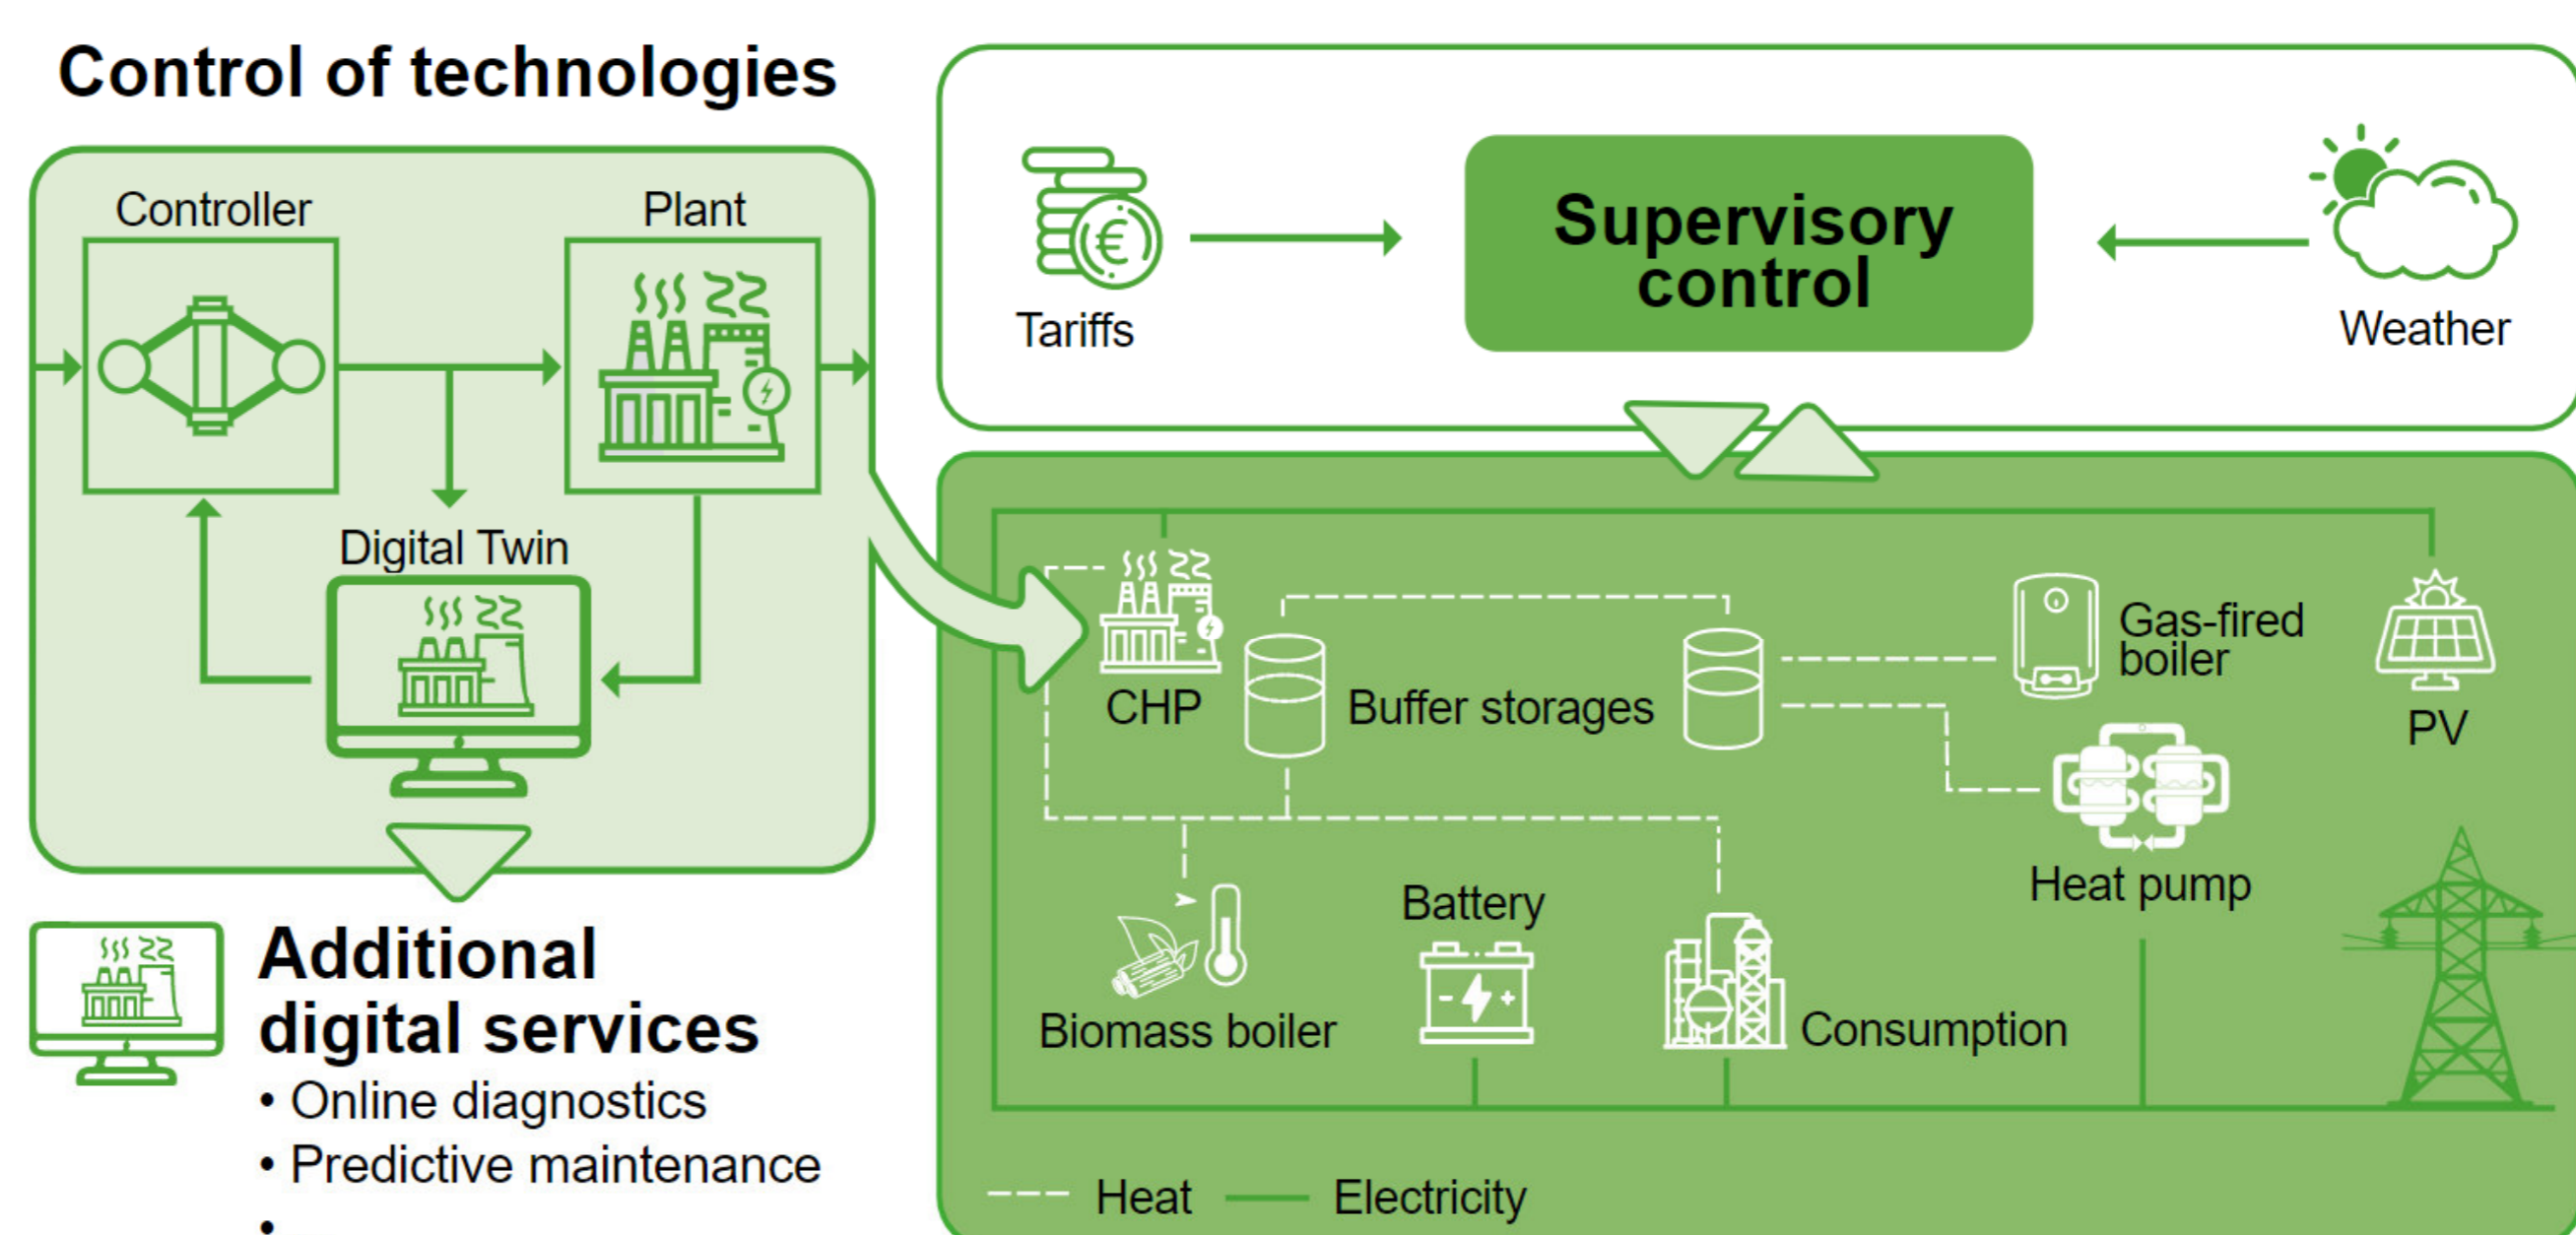 Control of technologies
Controller
Plant
Digital Twin
Additional
digital services
• Online diagnostics
• Predictive maintenance
•
€
Tariffs
Supervisory
control
Weather
CHP
Buffer storages
Gas-fired
boiler
PV
Heat pump
Battery
Biomass boiler
Consumption
Heat
Electricity